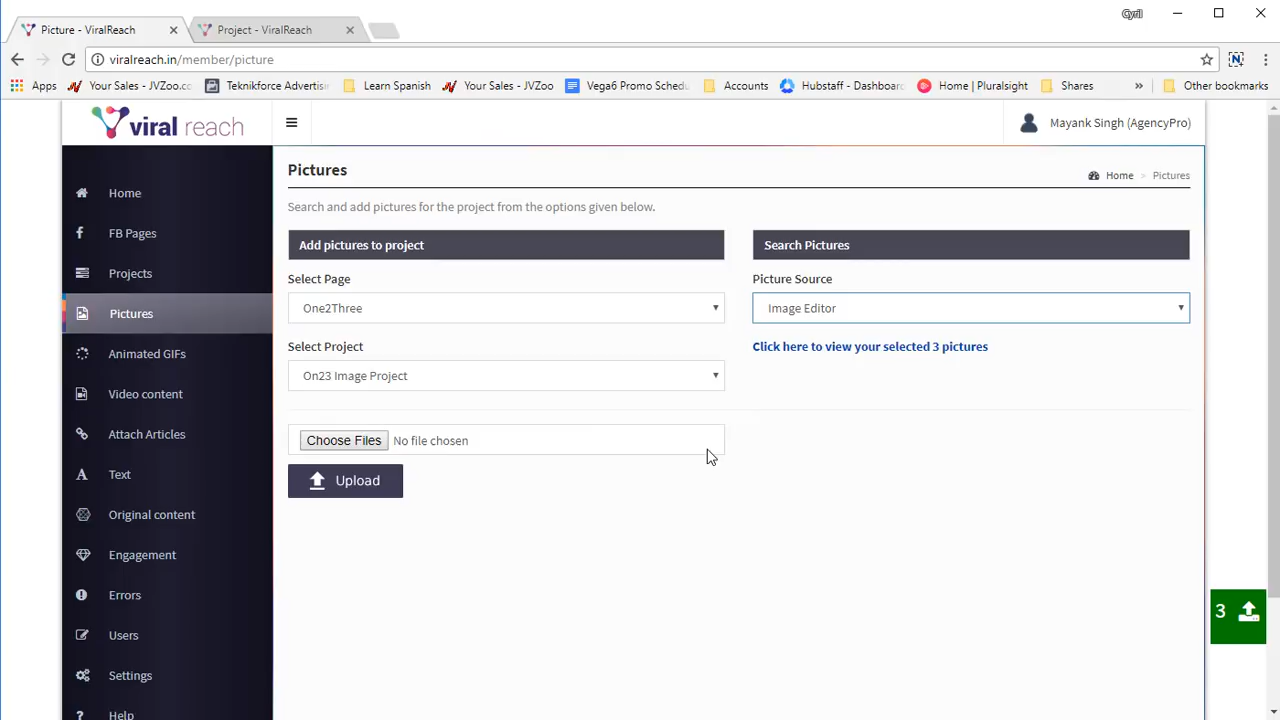 Cyril
Picture - ViralReach
Project - ViralReach
viralreach.in/member/picture
Apps
Your Sales - JVZoo.cc
Teknikforce Advertisi
Learn Spanish
Your Sales - JVZoo.com
Vega6 Promo Schedu
Accounts
Hubstaff - Dashboard
Home | Pluralsight
Shares
»
Other bookmarks
viral reach
Mayank Singh (AgencyPro)
Home
FB Pages
Projects
Pictures
Animated GIFs
Video content
Attach Articles
Text
Original content
Engagement
Errors
Users
Settings
Help
Pictures
Home > Pictures
Search and add pictures for the project from the options given below.
Add pictures to project
Select Page
One2Three
Select Project
On23 Image Project
Choose Files No file chosen
Upload
Search Pictures
Picture Source
Image Editor
Click here to view your selected 3 pictures
3